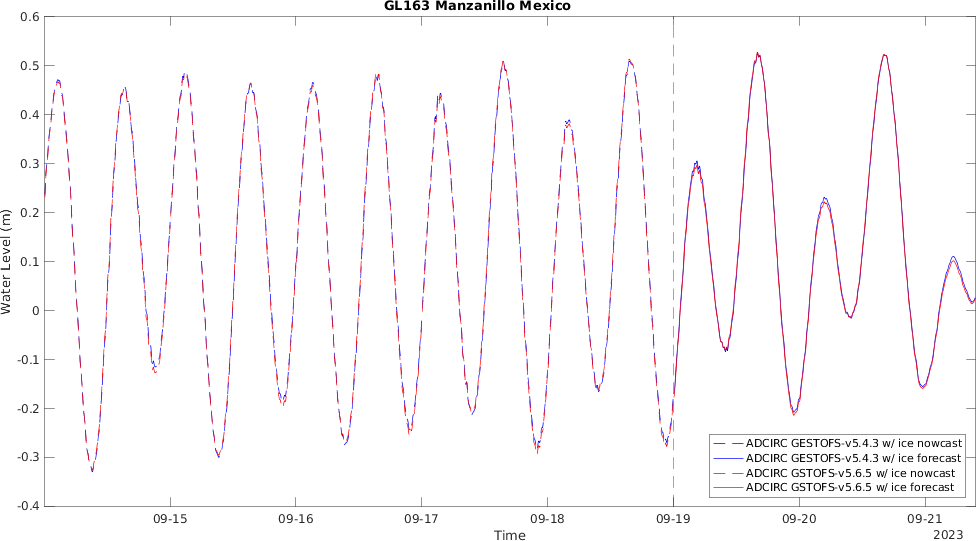 GL163 Manzanillo Mexico
0.6
0.5
0.4
0.3
0.2
0.1
0
-0.1
-0.2
-0.3
-0.4
Water Level (m)
09-15 09-16 09-17 09-18 09-19 09-20 09-21
Time
2023
ADCIRC GESTOFS-v5.4.3 w/ ice nowcast
ADCIRC GESTOFS-v5.4.3 w/ ice forecast
ADCIRC GSTOFS-v5.6.5 w/ ice nowcast
ADCIRC GSTOFS-v5.6.5 w/ ice forecast